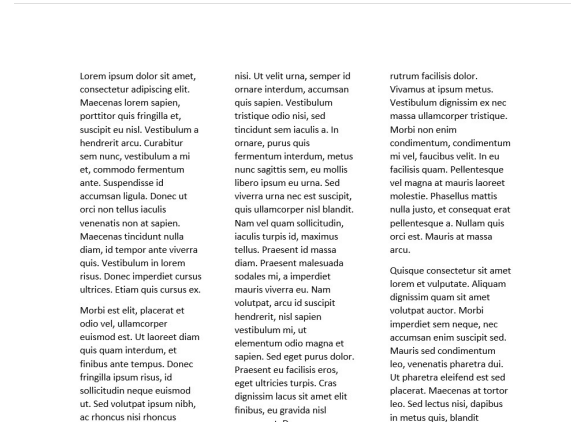 Lorem ipsum dolor sit amet,
consectetur adipiscing elit.
Maecenas lorem sapien,
porttitor quis fringilla et,
suscipit eu nisl. Vestibulum a
hendrerit arcu. Curabitur
sem nunc, vestibulum a mi
et, commodo fermentum
ante. Suspendisse id
accumsan ligula. Donec ut
orci non tellus iaculis
venenatis non at sapien.
Maecenas tincidunt nulla
diam, id tempor ante viverra
quis. Vestibulum in lorem
risus. Donec imperdiet cursus
ultrices. Etiam quis cursus ex.
Morbi est elit, placerat et
odio vel, ullamcorper
euismod est. Ut laoreet diam
quis quam interdum, et
finibus ante tempus. Donec
fringilla ipsum risus, id
sollicitudin neque euismod
ut. Sed volutpat ipsum nibh,
ac rhoncus nisi rhoncus
nisi. Ut velit urna, semper id
ornare interdum, accumsan
quis sapien. Vestibulum
tristique odio nisi, sed
tincidunt sem iaculis a. In
ornare, purus quis
fermentum interdum, metus
nunc sagittis sem, eu mollis
libero ipsum eu urna. Sed
viverra urna nec est suscipit,
quis ullamcorper nisl blandit.
Nam vel quam sollicitudin,
iaculis turpis id, maximus
tellus. Praesent id massa
diam. Praesent malesuada
sodales mi, a imperdiet
mauris viverra eu. Nam
volutpat, arcu id suscipit
hendrerit, nisl sapien
vestibulum mi, ut
elementum odio magna et
sapien. Sed eget purus dolor.
Praesent eu facilisis eros,
eget ultricies turpis. Cras
dignissim lacus sit amet elit
finibus, eu gravida nisl
rutrum facilisis dolor.
Vivamus at ipsum metus.
Vestibulum dignissim ex nec
massa ullamcorper tristique.
Morbi non enim
condimentum, condimentum
mi vel, faucibus velit. In eu
facilisis quam. Pellentesque
vel magna at mauris laoreet
molestie. Phasellus mattis
nulla justo, et consequat erat
pellentesque a. Nullam quis
orci est. Mauris at massa
arcu.
Quisque consectetur sit amet
lorem et vulputate. Aliquam
dignissim quam sit amet
volutpat auctor. Morbi
imperdiet sem neque, nec
accumsan enim suscipit sed.
Mauris sed condimentum
leo, venenatis pharetra dui.
Ut pharetra eleifend est sed
placerat. Maecenas at tortor
leo. Sed lectus nisi, dapibus
in metus quis, blandit